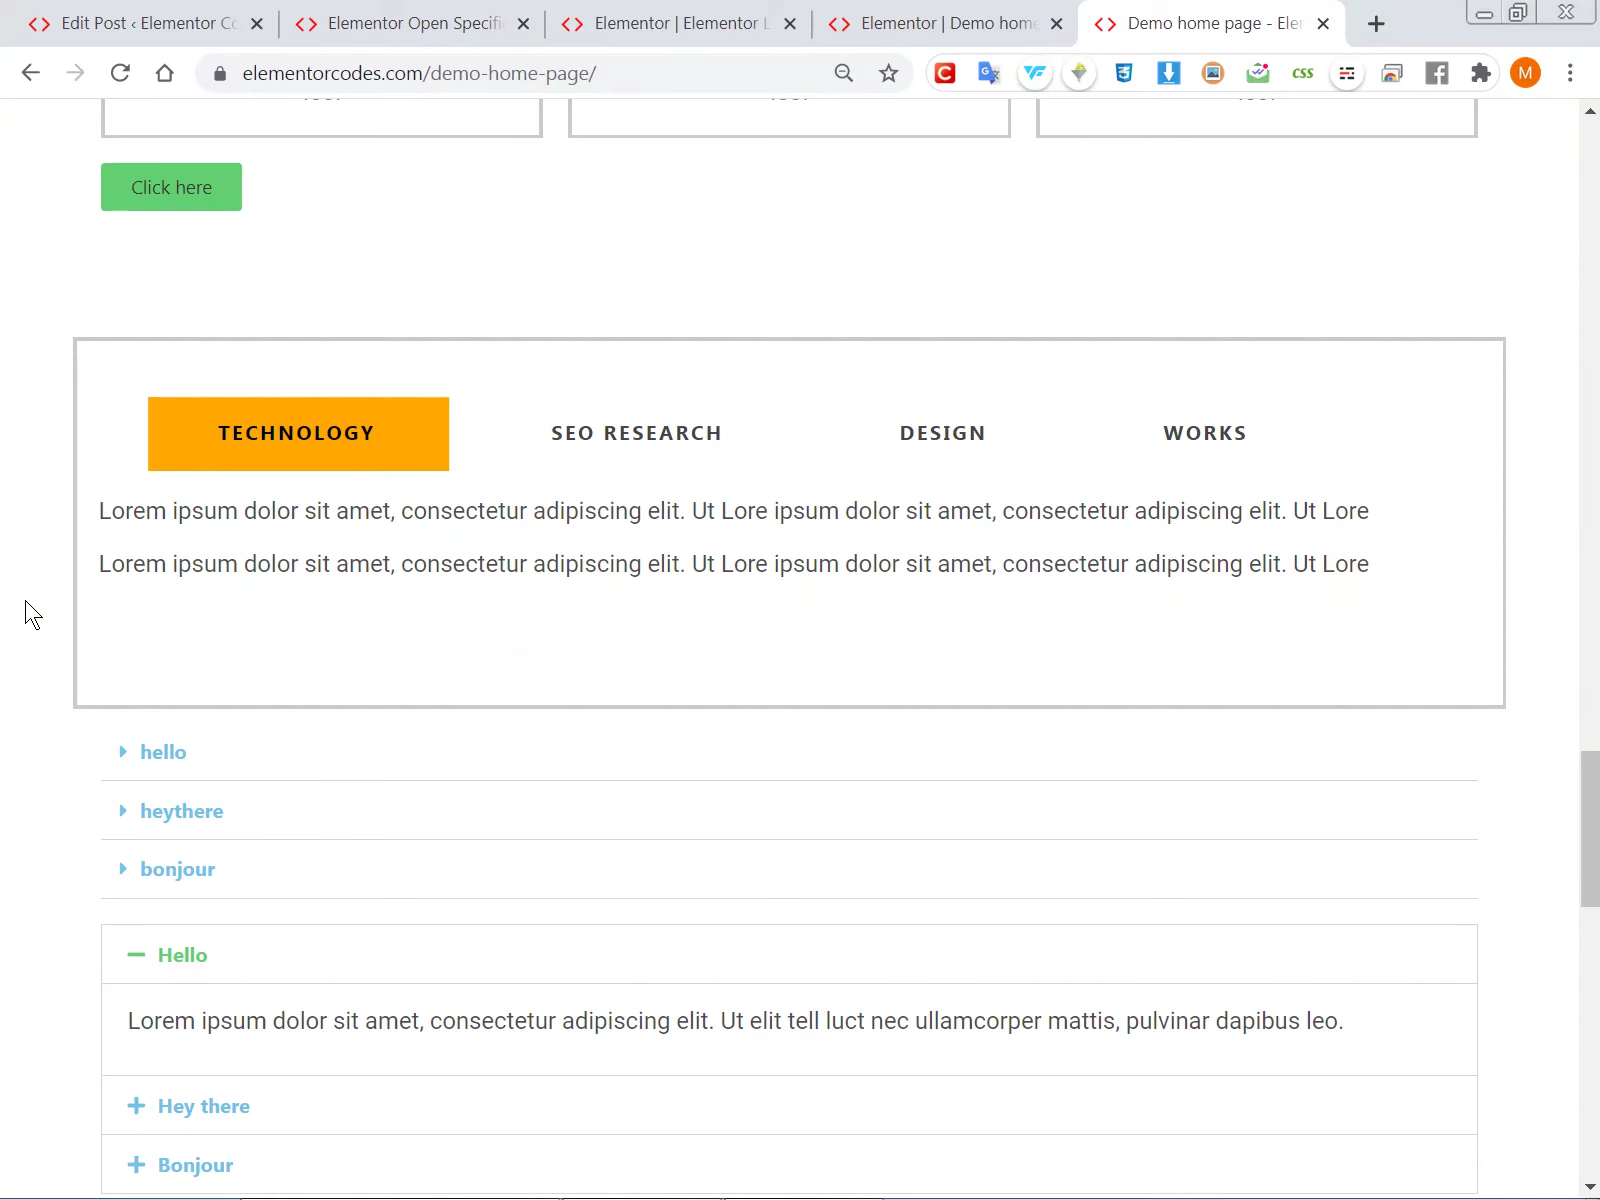 Edit Post ‹ Elementor Co
Elementor Open Specifi
Elementor | Elementor L
Elementor | Demo home
Demo home page - Eler
elementorcodes.com/demo-home-page/
css
M
Click here
TECHNOLOGY
SEO RESEARCH
DESIGN
WORKS
Lorem ipsum dolor sit amet, consectetur adipiscing elit. Ut Lore ipsum dolor sit amet, consectetur adipiscing elit. Ut Lore
Lorem ipsum dolor sit amet, consectetur adipiscing elit. Ut Lore ipsum dolor sit amet, consectetur adipiscing elit. Ut Lore
hello
heythere
bonjour
Hello
Lorem ipsum dolor sit amet, consectetur adipiscing elit. Ut elit tell luct nec ullamcorper mattis, pulvinar dapibus leo.
Hey there
Bonjour